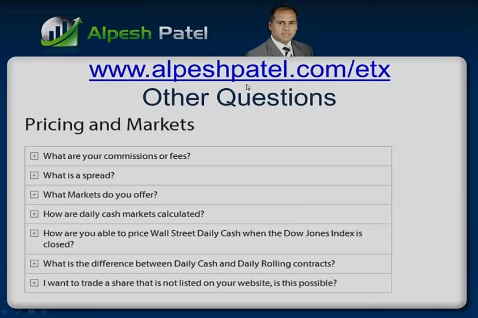 Alpesh Patel
www.alpeshpatel.com/etx
Other Questions
Pricing and Markets
What are your commissions or fees?
What is a spread?
What Markets do you offer?
How are daily cash markets calculated?
How are you able to price Wall Street Daily Cash when the Dow Jones Index is
closed?
What is the difference between Daily Cash and Daily Rolling contracts?
I want to trade a share that is not listed on your website, is this possible?